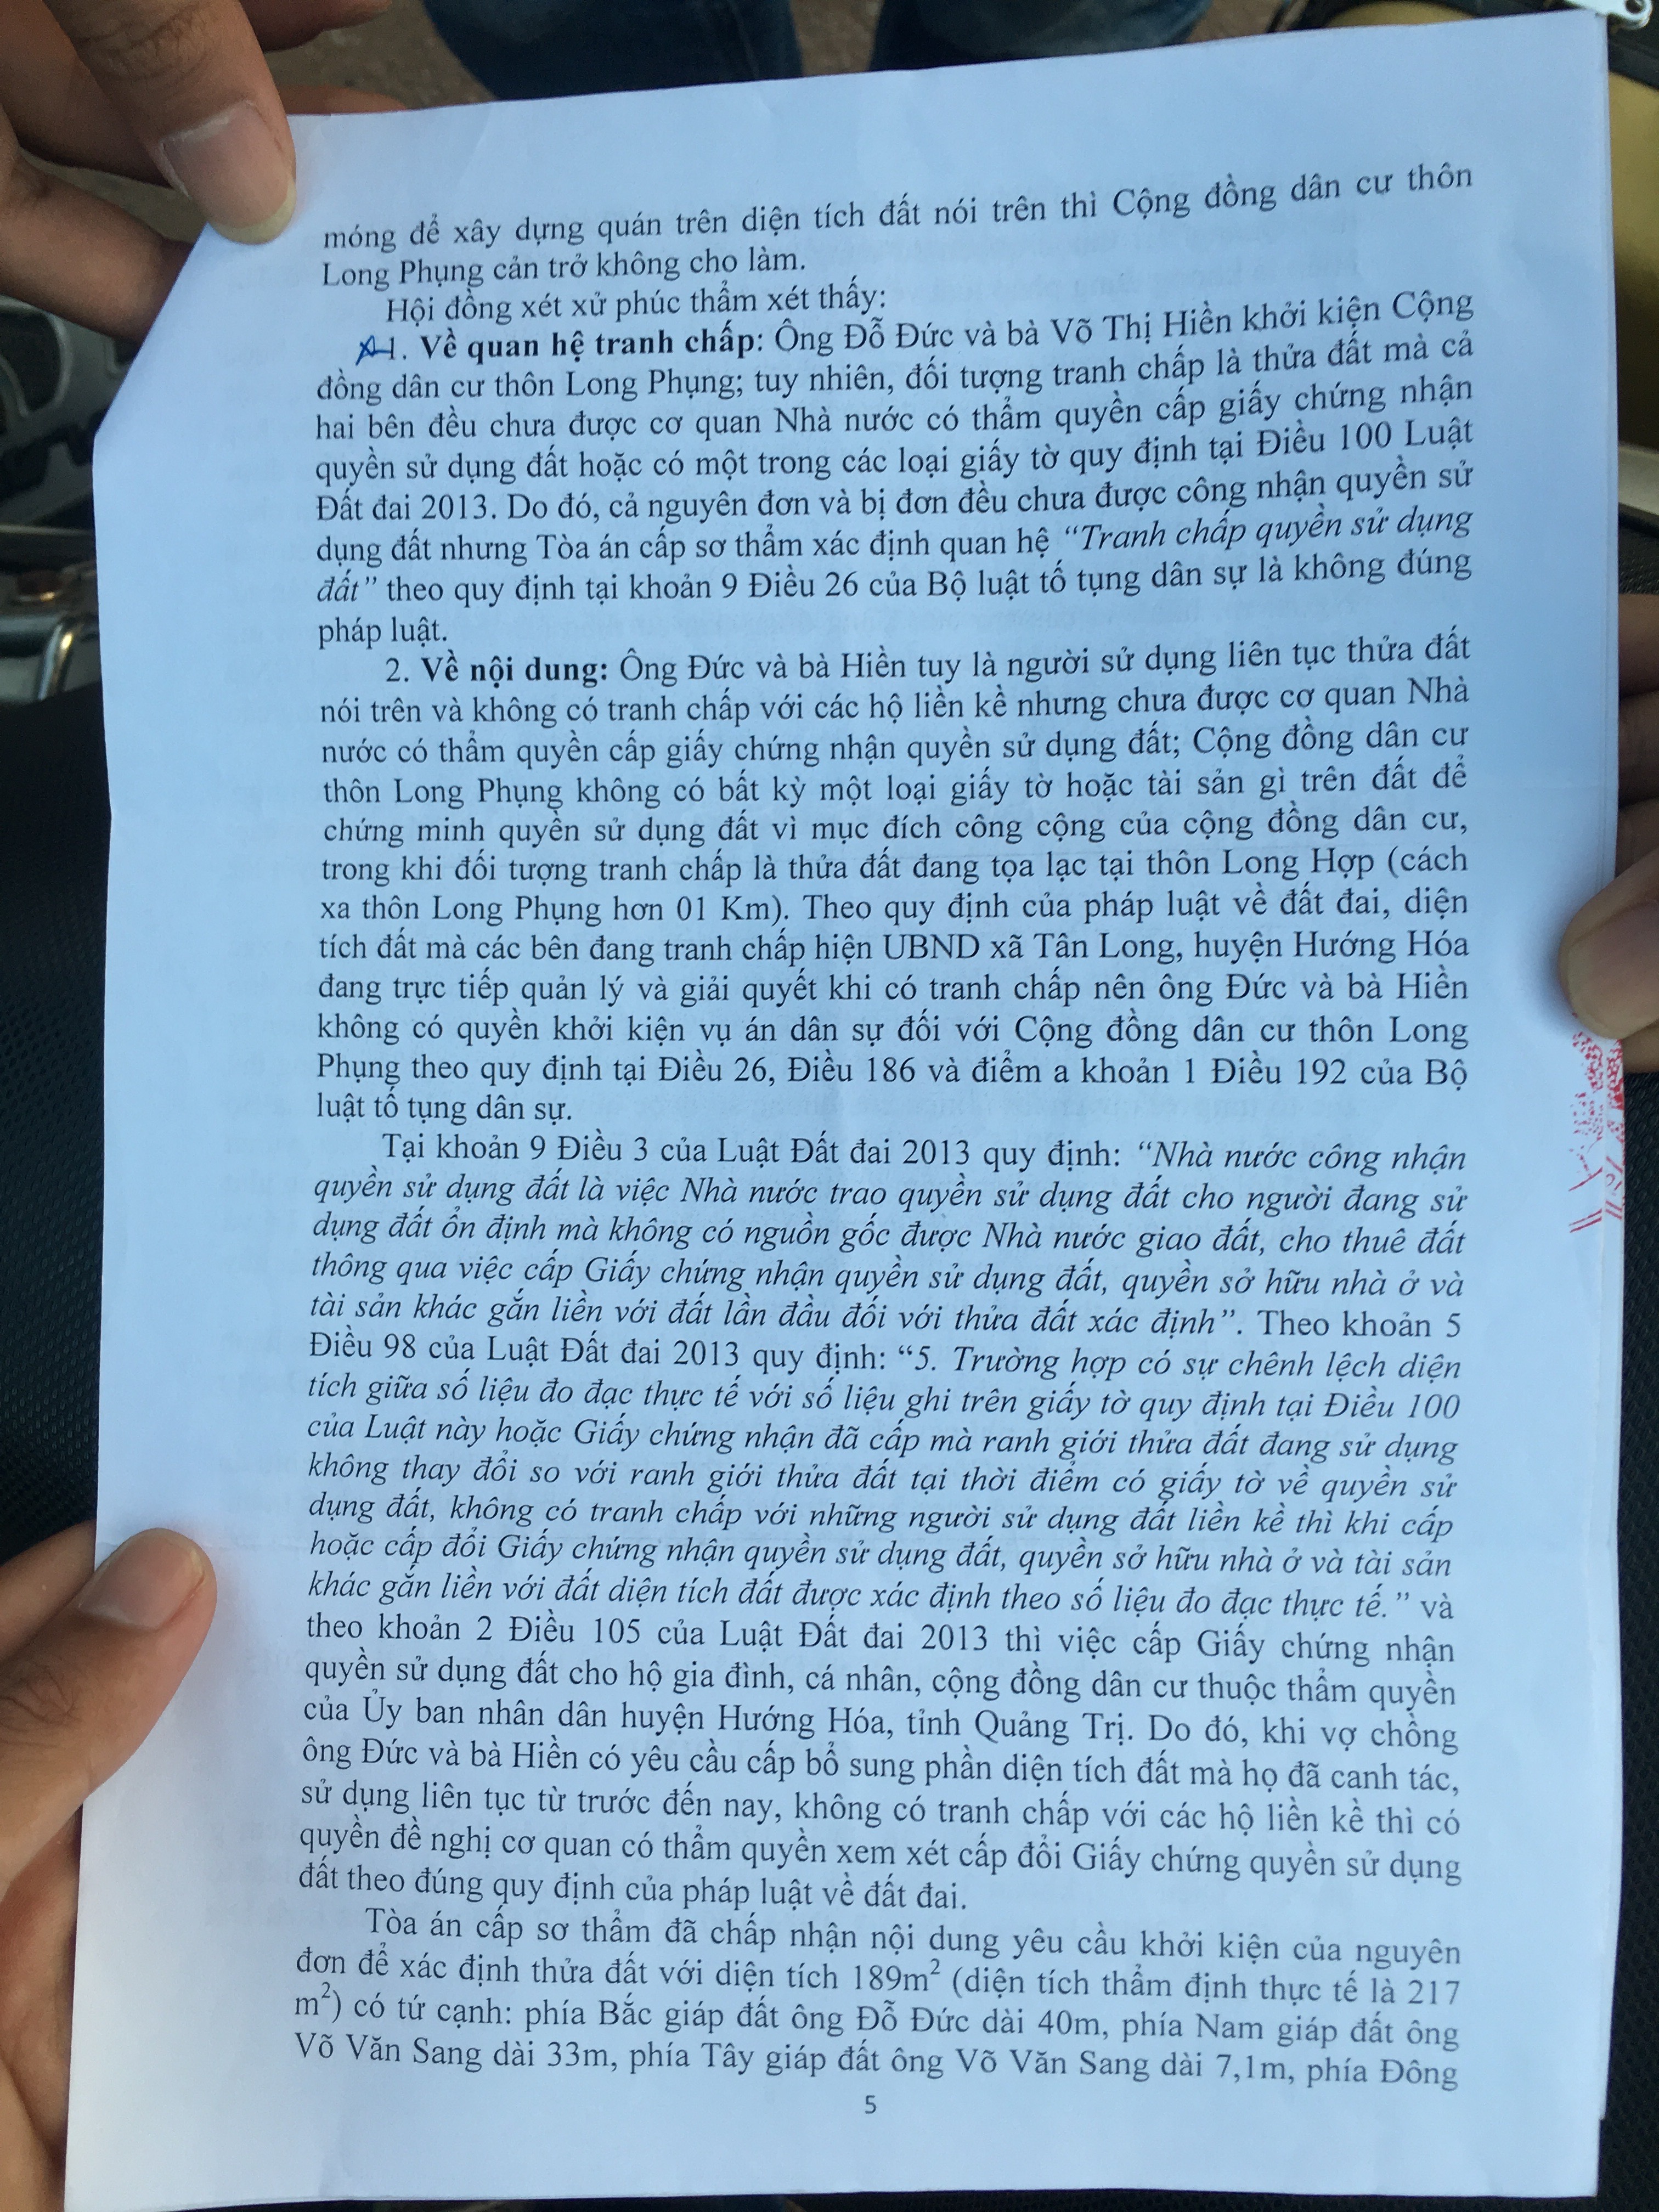 móng để xây dựng quán trên diện tích đất nói trên thì Cộng đồng dân cư thôn
Long Phụng cản trở không cho làm.
Hội đồng xét xử phúc thẩm xét thấy:
1. Về quan hệ tranh chấp: Ông Đỗ Đức và bà Võ Thị Hiền khởi kiện Cộng
đồng dân cư thôn Long Phụng; tuy nhiên, đối tượng tranh chấp là thửa đất mà cả
hai bên đều chưa được cơ quan Nhà nước có thẩm quyền cấp giấy chứng nhận
quyền sử dụng đất hoặc có một trong các loại giấy tờ quy định tại Điều 100 Luật
Đất đai 2013. Do đó, cả nguyên đơn và bị đơn đều chưa được công nhận quyền sử
dụng đất nhưng Tòa án cấp sơ thẩm xác định quan hệ “Tranh chấp quyền sử dụng
đất” theo quy định tại khoản 9 Điều 26 của Bộ luật tố tụng dân sự là không đúng
pháp luật.
2. Về nội dung: Ông Đức và bà Hiền tuy là người sử dụng liên tục thửa đất
nói trên và không có tranh chấp với các hộ liền kề nhưng chưa được cơ quan Nhà
nước có thẩm quyền cấp giấy chứng nhận quyền sử dụng đất; Cộng đồng dân cư
thôn Long Phụng không có bất kỳ một loại giấy tờ hoặc tài sản gì trên đất để
chứng minh quyền sử dụng đất vì mục đích công cộng của cộng đồng dân cư,
trong khi đối tượng tranh chấp là thửa đất đang tọa lạc tại thôn Long Hợp (cách
xa thôn Long Phụng hơn 01 Km). Theo quy định của pháp luật về đất đai, diện
tích đất mà các bên đang tranh chấp hiện UBND xã Tân Long, huyện Hướng Hóa
đang trực tiếp quản lý và giải quyết khi có tranh chấp nên ông Đức và bà Hiền
không có quyền khởi kiện vụ án dân sự đối với Cộng đồng dân cư thôn Long
Phụng theo quy định tại Điều 26, Điều 186 và điểm a khoản 1 Điều 192 của Bộ
luật tố tụng dân sự.
Tại khoản 9 Điều 3 của Luật Đất đai 2013 quy định: “Nhà nước công nhận
quyền sử dụng đất là việc Nhà nước trao quyền sử dụng đất cho người đang sử
dụng đất ổn định mà không có nguồn gốc được Nhà nước giao đất, cho thuê đất
thông qua việc cấp Giấy chứng nhận quyền sử dụng đất, quyền sở hữu nhà ở và
tài sản khác gắn liền với đất lần đầu đối với thửa đất xác định”. Theo khoản 5
Điều 98 của Luật Đất đai 2013 quy định: “5. Trường hợp có sự chênh lệch diện
tích giữa số liệu đo đạc thực tế với số liệu ghi trên giấy tờ quy định tại Điều 100
của Luật này hoặc Giấy chứng nhận đã cấp mà ranh giới thửa đất đang sử dụng
không thay đổi so với ranh giới thửa đất tại thời điểm có giấy tờ về quyền sử
dụng đất, không có tranh chấp với những người sử dụng đất liền kề thì khi cấp
hoặc cấp đổi Giấy chứng nhận quyền sử dụng đất, quyền sở hữu nhà ở và tài sản
khác gắn liền với đất diện tích đất được xác định theo số liệu đo đạc thực tế.” và
theo khoản 2 Điều 105 của Luật Đất đai 2013 thì việc cấp Giấy chứng nhận
quyền sử dụng đất cho hộ gia đình, cá nhân, cộng đồng dân cư thuộc thẩm quyền
của Ủy ban nhân dân huyện Hướng Hóa, tỉnh Quảng Trị. Do đó, khi vợ chồng
ông Đức và bà Hiền có yêu cầu cấp bổ sung phần diện tích đất mà họ đã canh tác,
sử dụng liên tục từ trước đến nay, không có tranh chấp với các hộ liền kề thì có
quyền đề nghị cơ quan có thẩm quyền xem xét cấp đổi Giấy chứng quyền sử dụng
đất theo đúng quy định của pháp luật về đất đai.
Tòa án cấp sơ thẩm đã chấp nhận nội dung yêu cầu khởi kiện của nguyên
đơn để xác định thửa đất với diện tích 189m² (diện tích thẩm định thực tế là 217
m²) có tứ cạnh: phía Bắc giáp đất ông Đỗ Đức dài 40m, phía Nam giáp đất ông
Võ Văn Sang dài 33m, phía Tây giáp đất ông Võ Văn Sang dài 7,1m, phía Đông
5